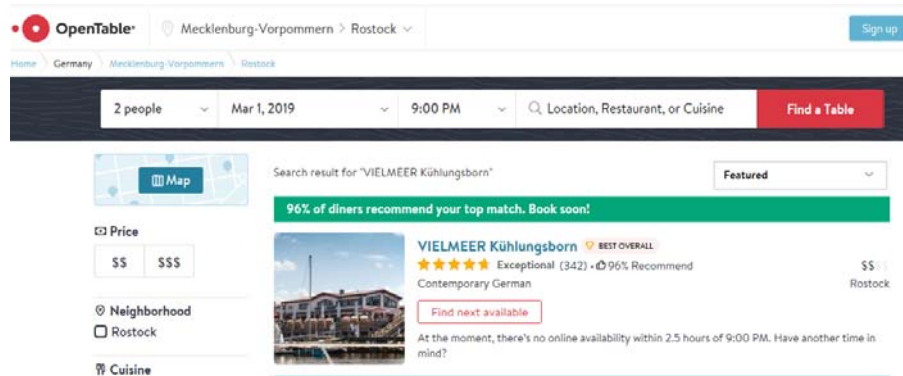 OpenTable
Mecklenburg-Vorpommern > Rostock
Sign up
Home > Germany > Mecklenburg-Vorpommern > Rostock
2 people
Mar 1, 2019
9:00 PM
Location, Restaurant, or Cuisine
Find a Table
Map
Search result for "VIELMEER Kühlungsborn"
Featured
96% of diners recommend your top match. Book soon!
Price
$$ $$$
VIELMEER Kühlungsborn BEST OVERALL
Exceptional (342) • 96% Recommend
$$$$
Contemporary German
Rostock
Neighborhood
Rostock
Find next available
At the moment, there's no online availability within 2.5 hours of 9:00 PM. Have another time in
mind?
Cuisine